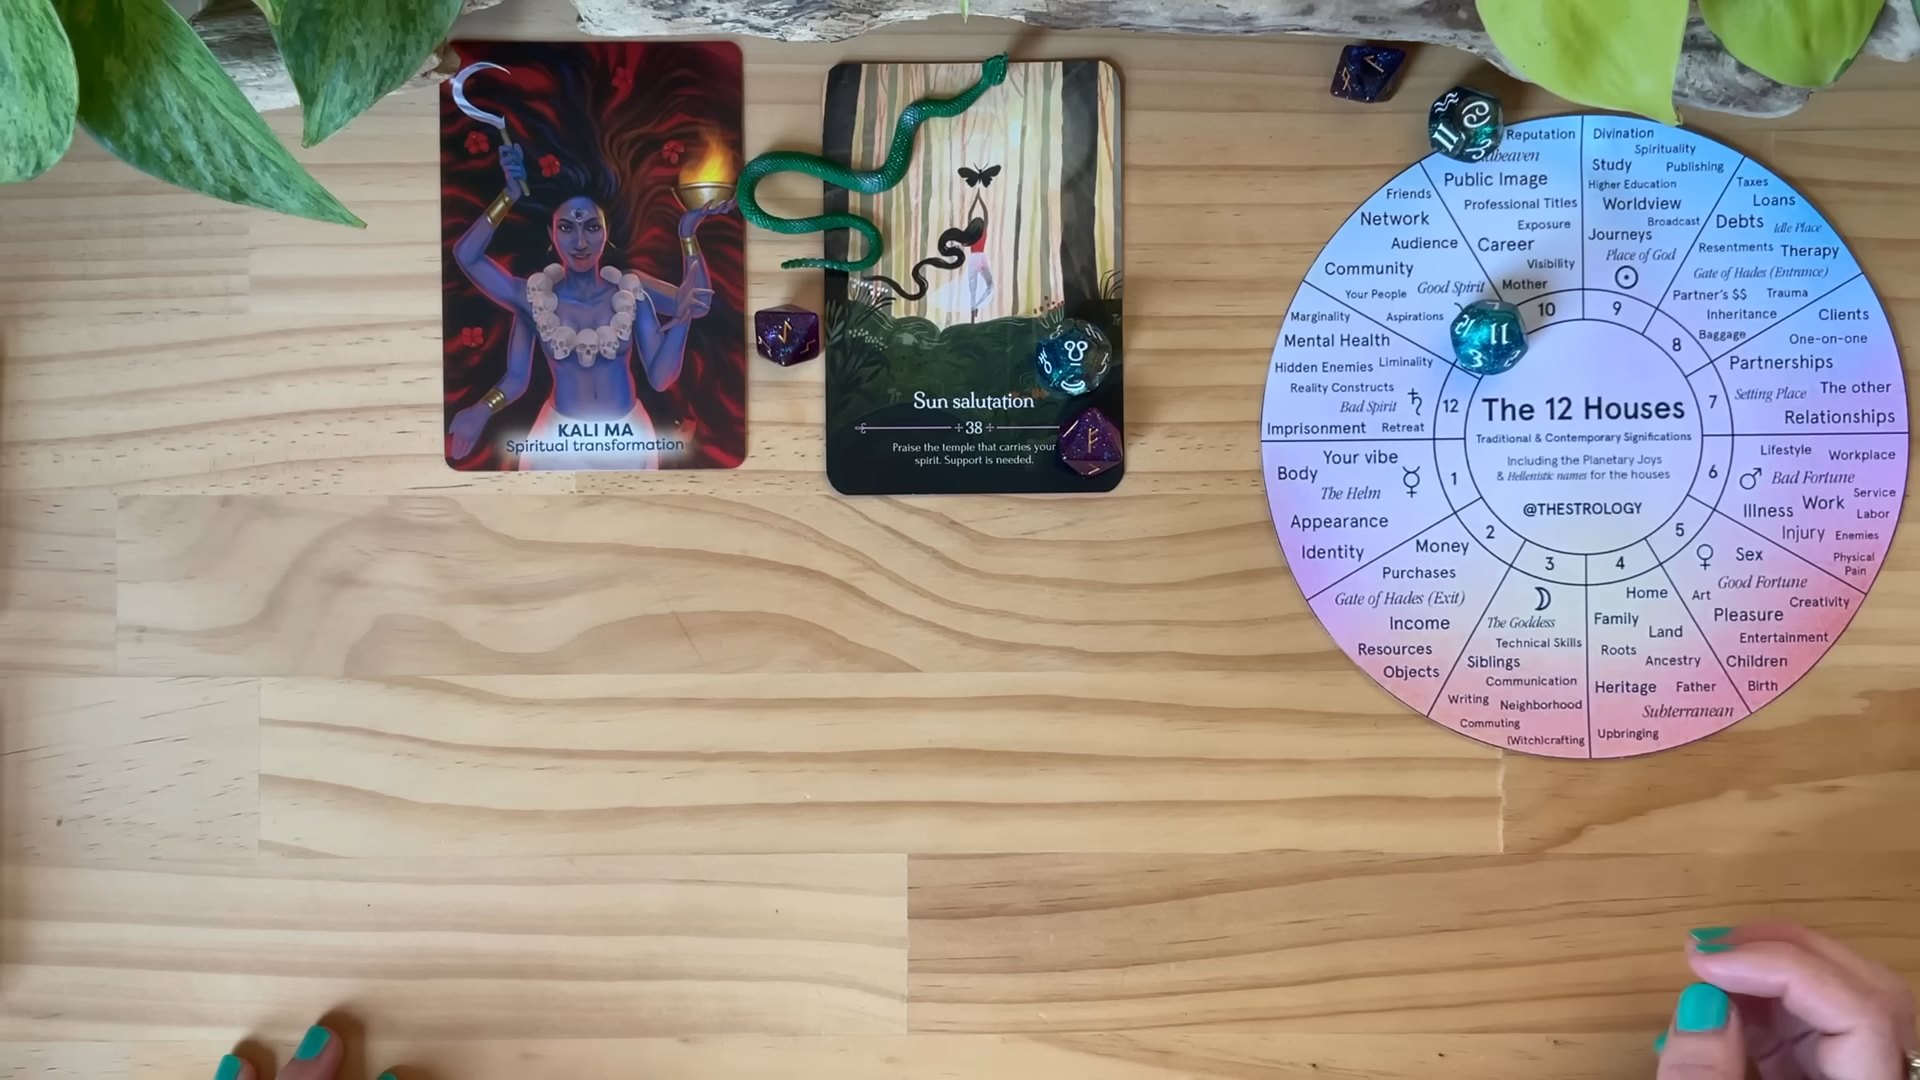 KALI MA
Spiritual transformation
Sun salutation
38
Praise the temple that carries your
spirit. Support is needed.
The 12 Houses
Traditional & Contemporary Significations
Including the Planetary Joys
& Hellenistic names for the houses
@THESTROLOGY
1
Your vibe
Body
The Helm
Appearance
Identity
2
Money
Purchases
Gate of Hades (Exit)
Income
Resources
Objects
3
The Goddess
Technical Skills
Siblings
Communication
Writing
Neighborhood
Commuting
(Witch)crafting
4
Home
Family
Land
Roots
Ancestry
Heritage
Father
Subterranean
Upbringing
5
Sex
Good Fortune
Art
Creativity
Pleasure
Entertainment
Children
Birth
6
Lifestyle
Workplace
Bad Fortune
Service
Work
Illness
Labor
Injury
Enemies
Physical
Pain
7
Clients
One-on-one
Partnerships
Setting Place
The other
Relationships
8
Taxes
Loans
Debts
Idle Place
Resentments
Therapy
Gate of Hades (Entrance)
Partner's $$
Trauma
Inheritance
Baggage
9
Divination
Spirituality
Study
Publishing
Higher Education
Worldview
Broadcast
Journeys
Place of God
10
Reputation
Public Image
Professional Titles
Exposure
Career
Visibility
Mother
11
Friends
Network
Audience
Community
Your People
Good Spirit
Aspirations
12
Marginality
Mental Health
Hidden Enemies
Liminality
Reality Constructs
Bad Spirit
Imprisonment
Retreat